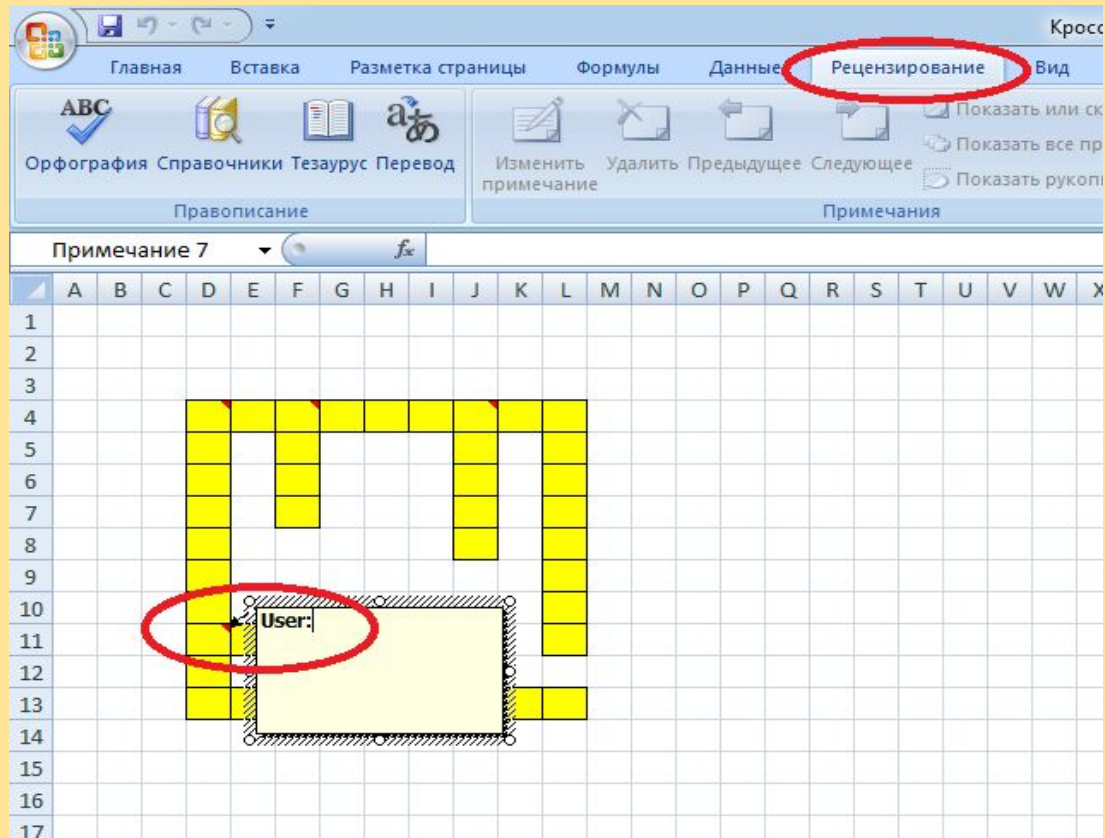 Кросс
Главная Вставка Разметка страницы Формулы Данные Рецензирование Вид
ABC
Орфография Справочники Тезаурус Перевод
Изменить примечание Удалить Предыдущее Следующее
Показать или ск
Показать все пр
Показать рукопи
Правописание Примечания
Примечание 7 fx
A B C D E F G H I J K L M N O P Q R S T U V W X
1
2
3
4
5
6
7
8
9
10
User:
11
12
13
14
15
16
17